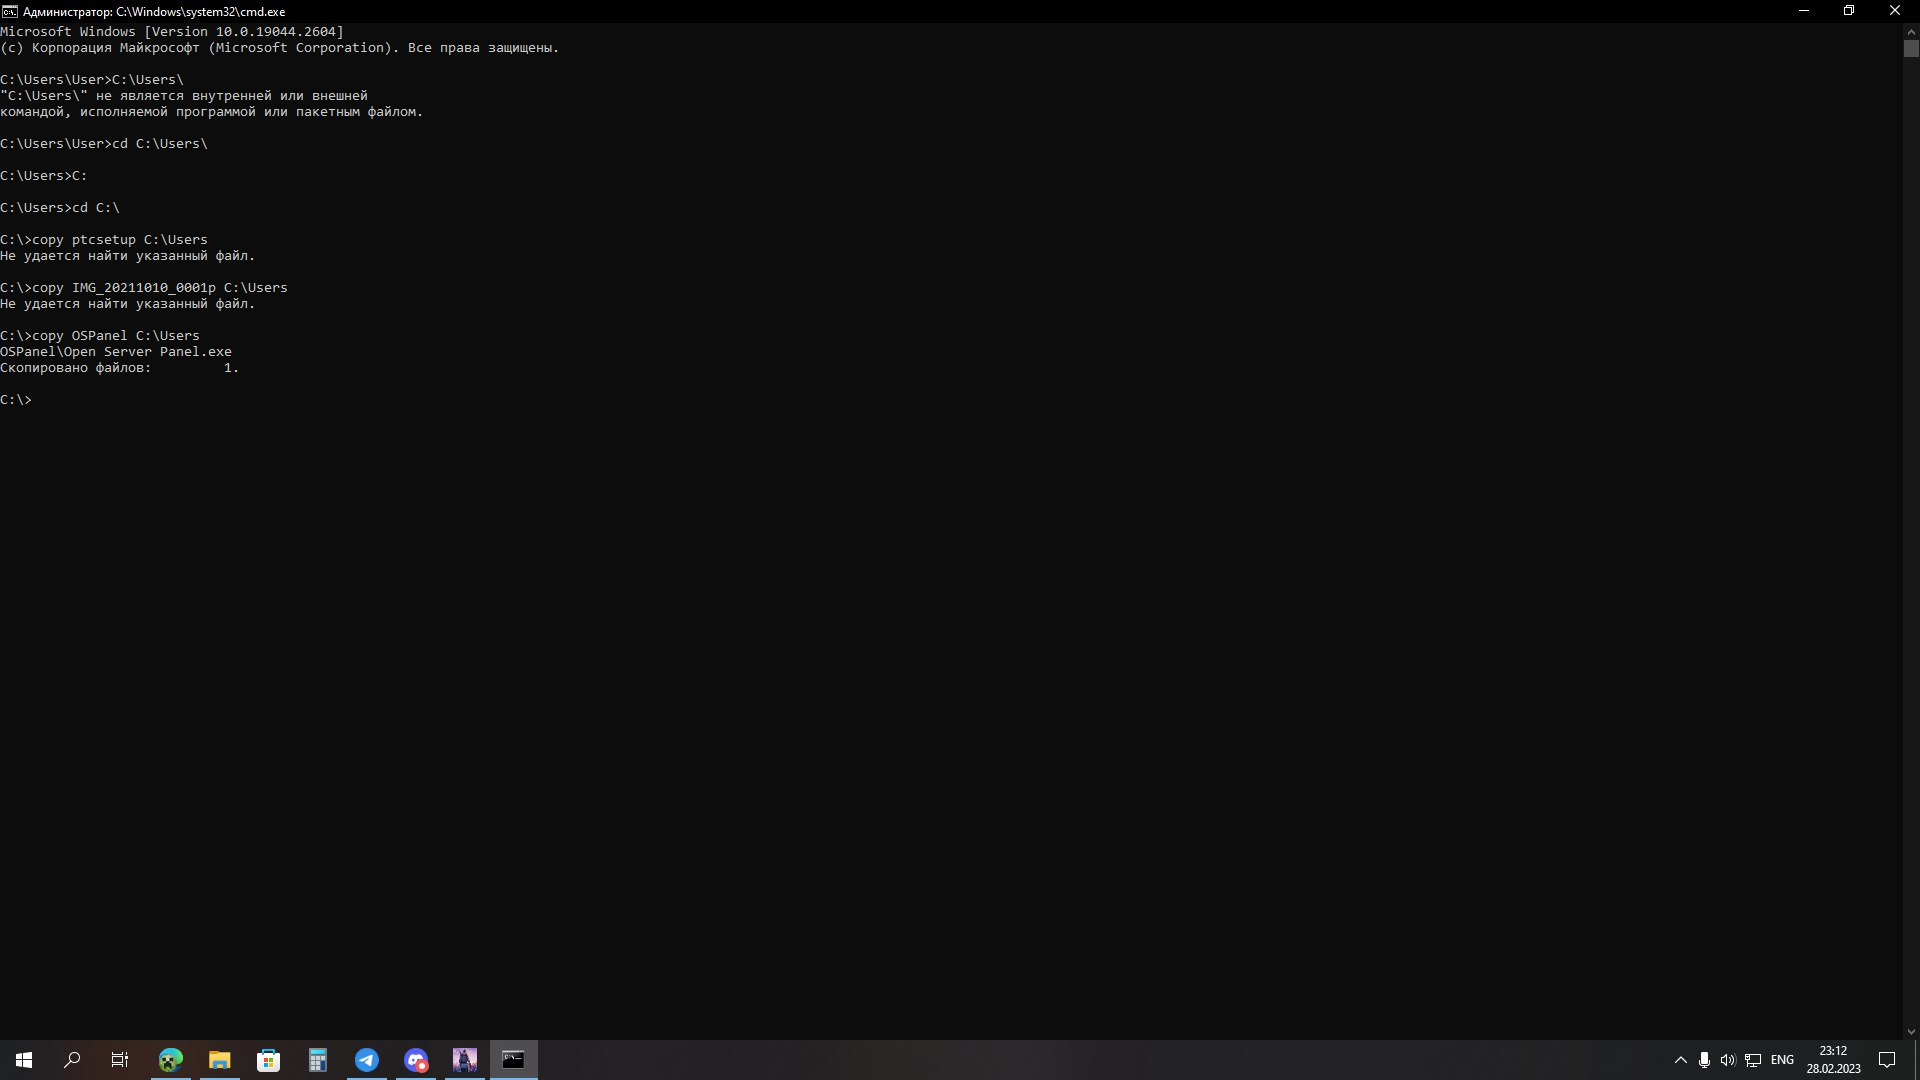 Администратор: C:\Windows\system32\cmd.exe
Microsoft Windows [Version 10.0.19044.2604]
(c) Корпорация Майкрософт (Microsoft Corporation). Все права защищены.
C:\Users\User>C:\Users\
"C:\Users\" не является внутренней или внешней
командой, исполняемой программой или пакетным файлом.
C:\Users\User>cd C:\Users\
C:\Users>C:
C:\Users>cd C:\
C:\>copy ptcsetup C:\Users
Не удается найти указанный файл.
C:\>copy IMG_20211010_0001p C:\Users
Не удается найти указанный файл.
C:\>copy OSPanel C:\Users
OSPanel\Open Server Panel.exe
Скопировано файлов:         1.
C:\>
ENG
23:12
28.02.2023